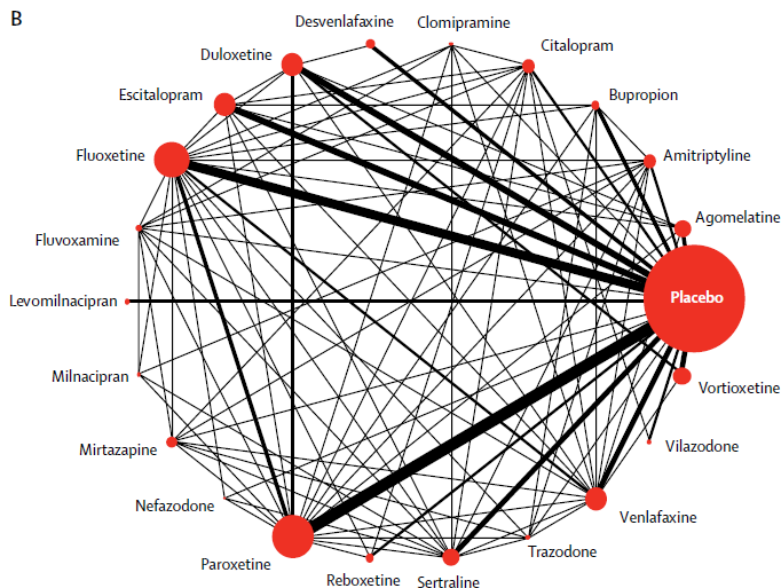 B
Desvenlafaxine
Clomipramine
Duloxetine
Citalopram
Escitalopram
Bupropion
Fluoxetine
Amitriptyline
Fluvoxamine
Agomelatine
Levomilnacipran
Placebo
Milnacipran
Vortioxetine
Mirtazapine
Vilazodone
Nefazodone
Venlafaxine
Paroxetine
Trazodone
Reboxetine
Sertraline